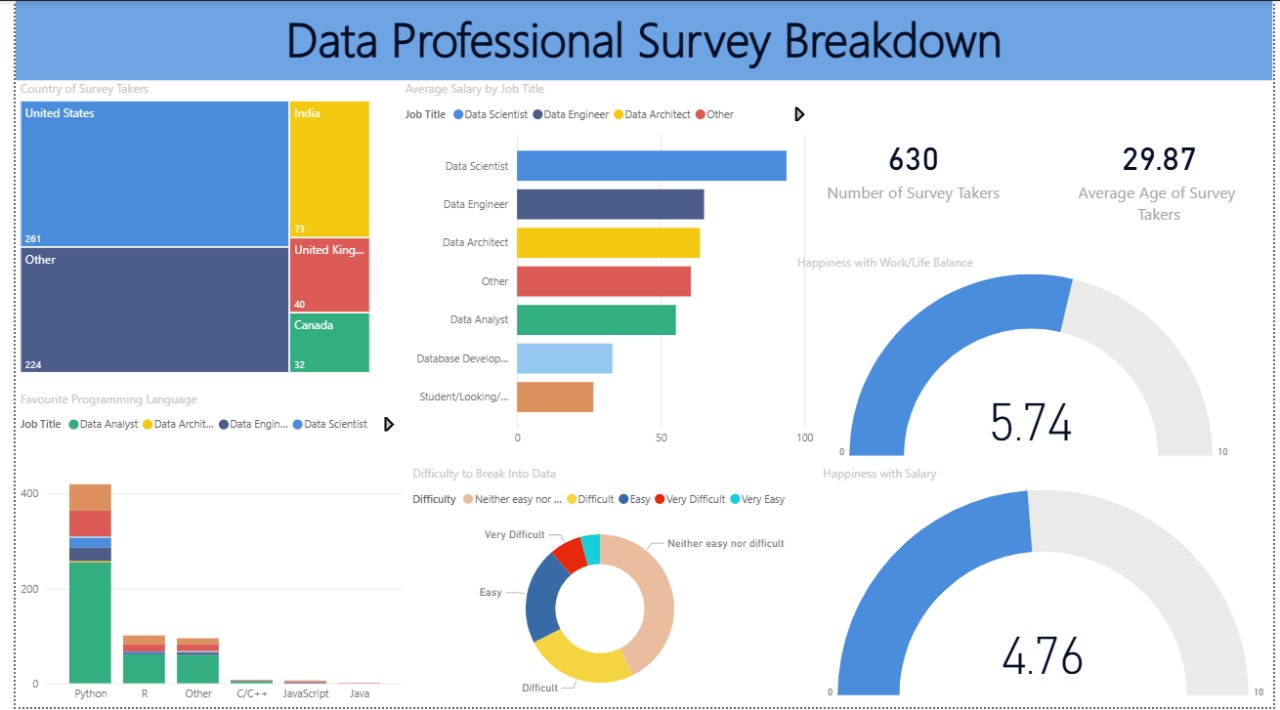 Data Professional Survey Breakdown
Country of Survey Takers
United States
261
Other
224
India
73
United King...
40
Canada
32
Average Salary by Job Title
Job Title Data Scientist Data Engineer Data Architect Other
Data Scientist
Data Engineer
Data Architect
Other
Data Analyst
Database Develop...
Student/Looking/...
0 50 100
630
Number of Survey Takers
29.87
Average Age of Survey
Takers
Happiness with Work/Life Balance
5.74
0 10
Favourite Programming Language
Job Title Data Analyst Data Archit... Data Engin... Data Scientist
400
200
0
Python R Other C/C++ JavaScript Java
Difficulty to Break Into Data
Difficulty Neither easy nor ... Difficult Easy Very Difficult Very Easy
Very Difficult
Neither easy nor difficult
Easy
Difficult
Happiness with Salary
4.76
0 10